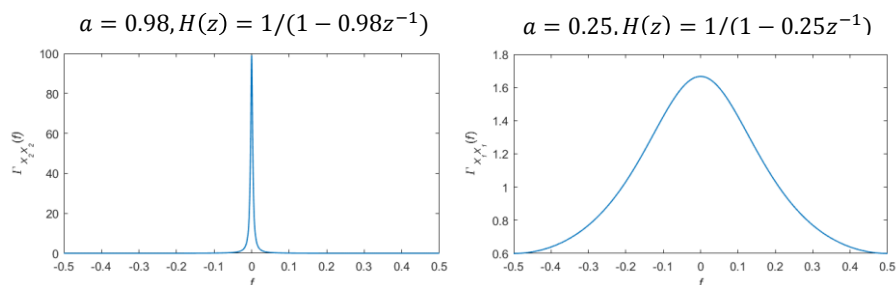 a = 0.98, H(z) = 1/(1 − 0.98z⁻¹)
a = 0.25, H(z) = 1/(1 − 0.25z⁻¹)
100
80
60
40
20
0
-0.5 -0.4 -0.3 -0.2 -0.1 0 0.1 0.2 0.3 0.4 0.5
Γ X₂X₂ (f)
f
1.8
1.6
1.4
1.2
1
0.8
0.6
-0.5 -0.4 -0.3 -0.2 -0.1 0 0.1 0.2 0.3 0.4 0.5
Γ X₁X₁ (f)
f